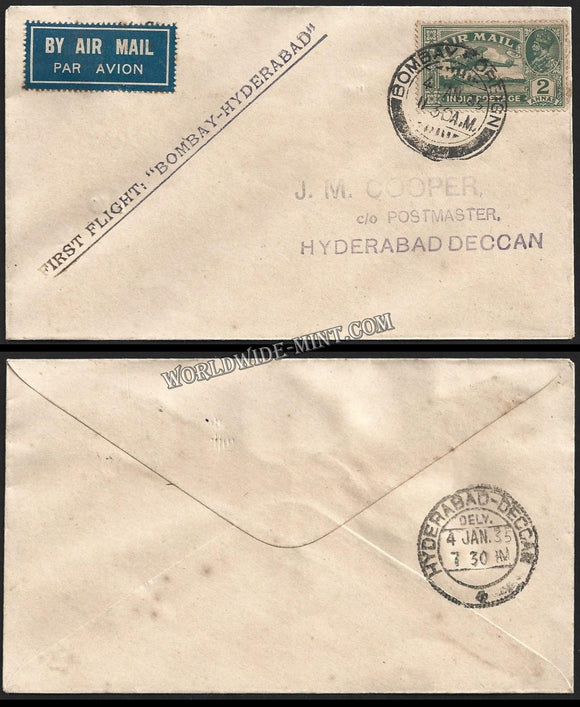 BY AIR MAIL
PAR AVION
FIRST FLIGHT: "BOMBAY-HYDERABAD"
AIR MAIL
INDIA POSTAGE
2
BOMBAY FOREIGN
A.M.
J. M. COOPER,
c/o POSTMASTER,
HYDERABAD DECCAN
WORLDWIDE-MINT.COM
HYDERABAD-DECCAN
DELY.
4 JAN. 35
7 30